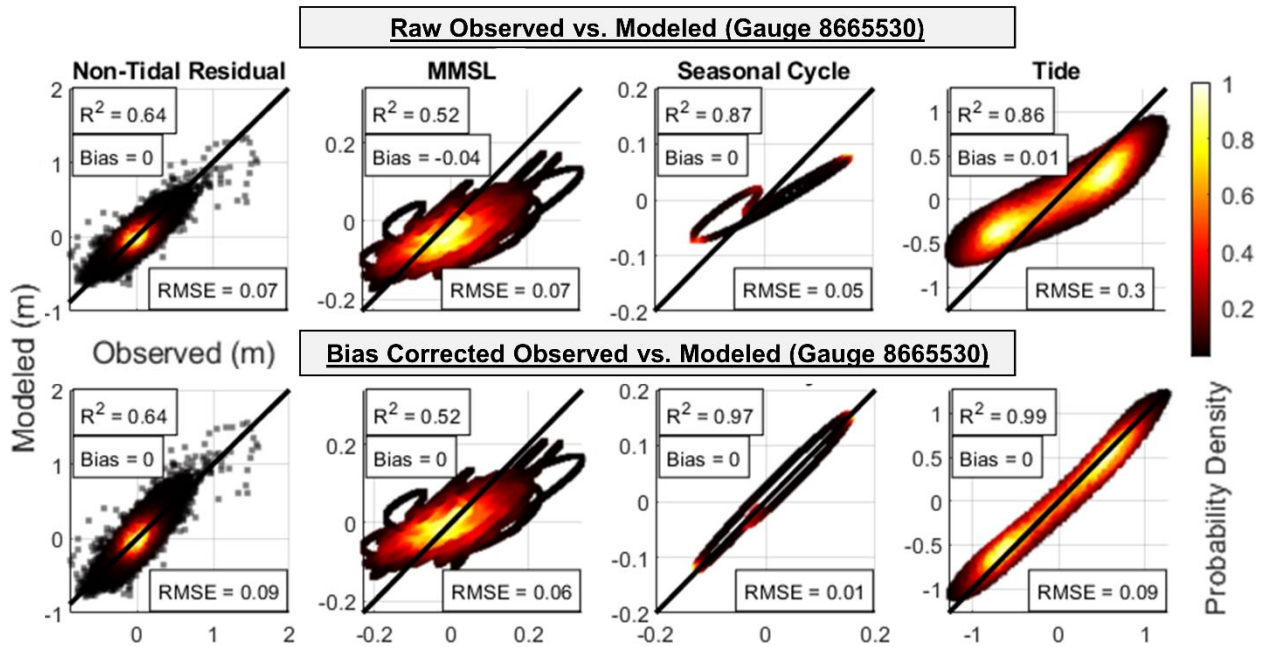 Raw Observed vs. Modeled (Gauge 8665530)
Non-Tidal Residual MMSL Seasonal Cycle Tide
2 0.2 1 1
R² = 0.64 R² = 0.52 R² = 0.87 R² = 0.86
0.2 0.1 0.8
Bias = 0 Bias = -0.04 Bias = 0 Bias = 0.01
1 0.5 0.6
0 0 0 0
-0.1 -0.5 0.4
RMSE = 0.07 RMSE = 0.07 RMSE = 0.05 RMSE = 0.3
-1 -0.2 -0.2 -1 0.2
Modeled (m)
Observed (m)
Bias Corrected Observed vs. Modeled (Gauge 8665530)
2 0.2 1
R² = 0.64 R² = 0.52 R² = 0.97 R² = 0.99
0.2 0.1
Bias = 0 Bias = 0 Bias = 0 Bias = 0
1 0.5
0 0 0 0
-0.1 -0.5
RMSE = 0.09 RMSE = 0.06 RMSE = 0.01 RMSE = 0.09
-1 -0.2 -0.2 -1
0 1 2 -0.2 0 0.2 -0.2 0 0.2 -1 0 1
Probability Density